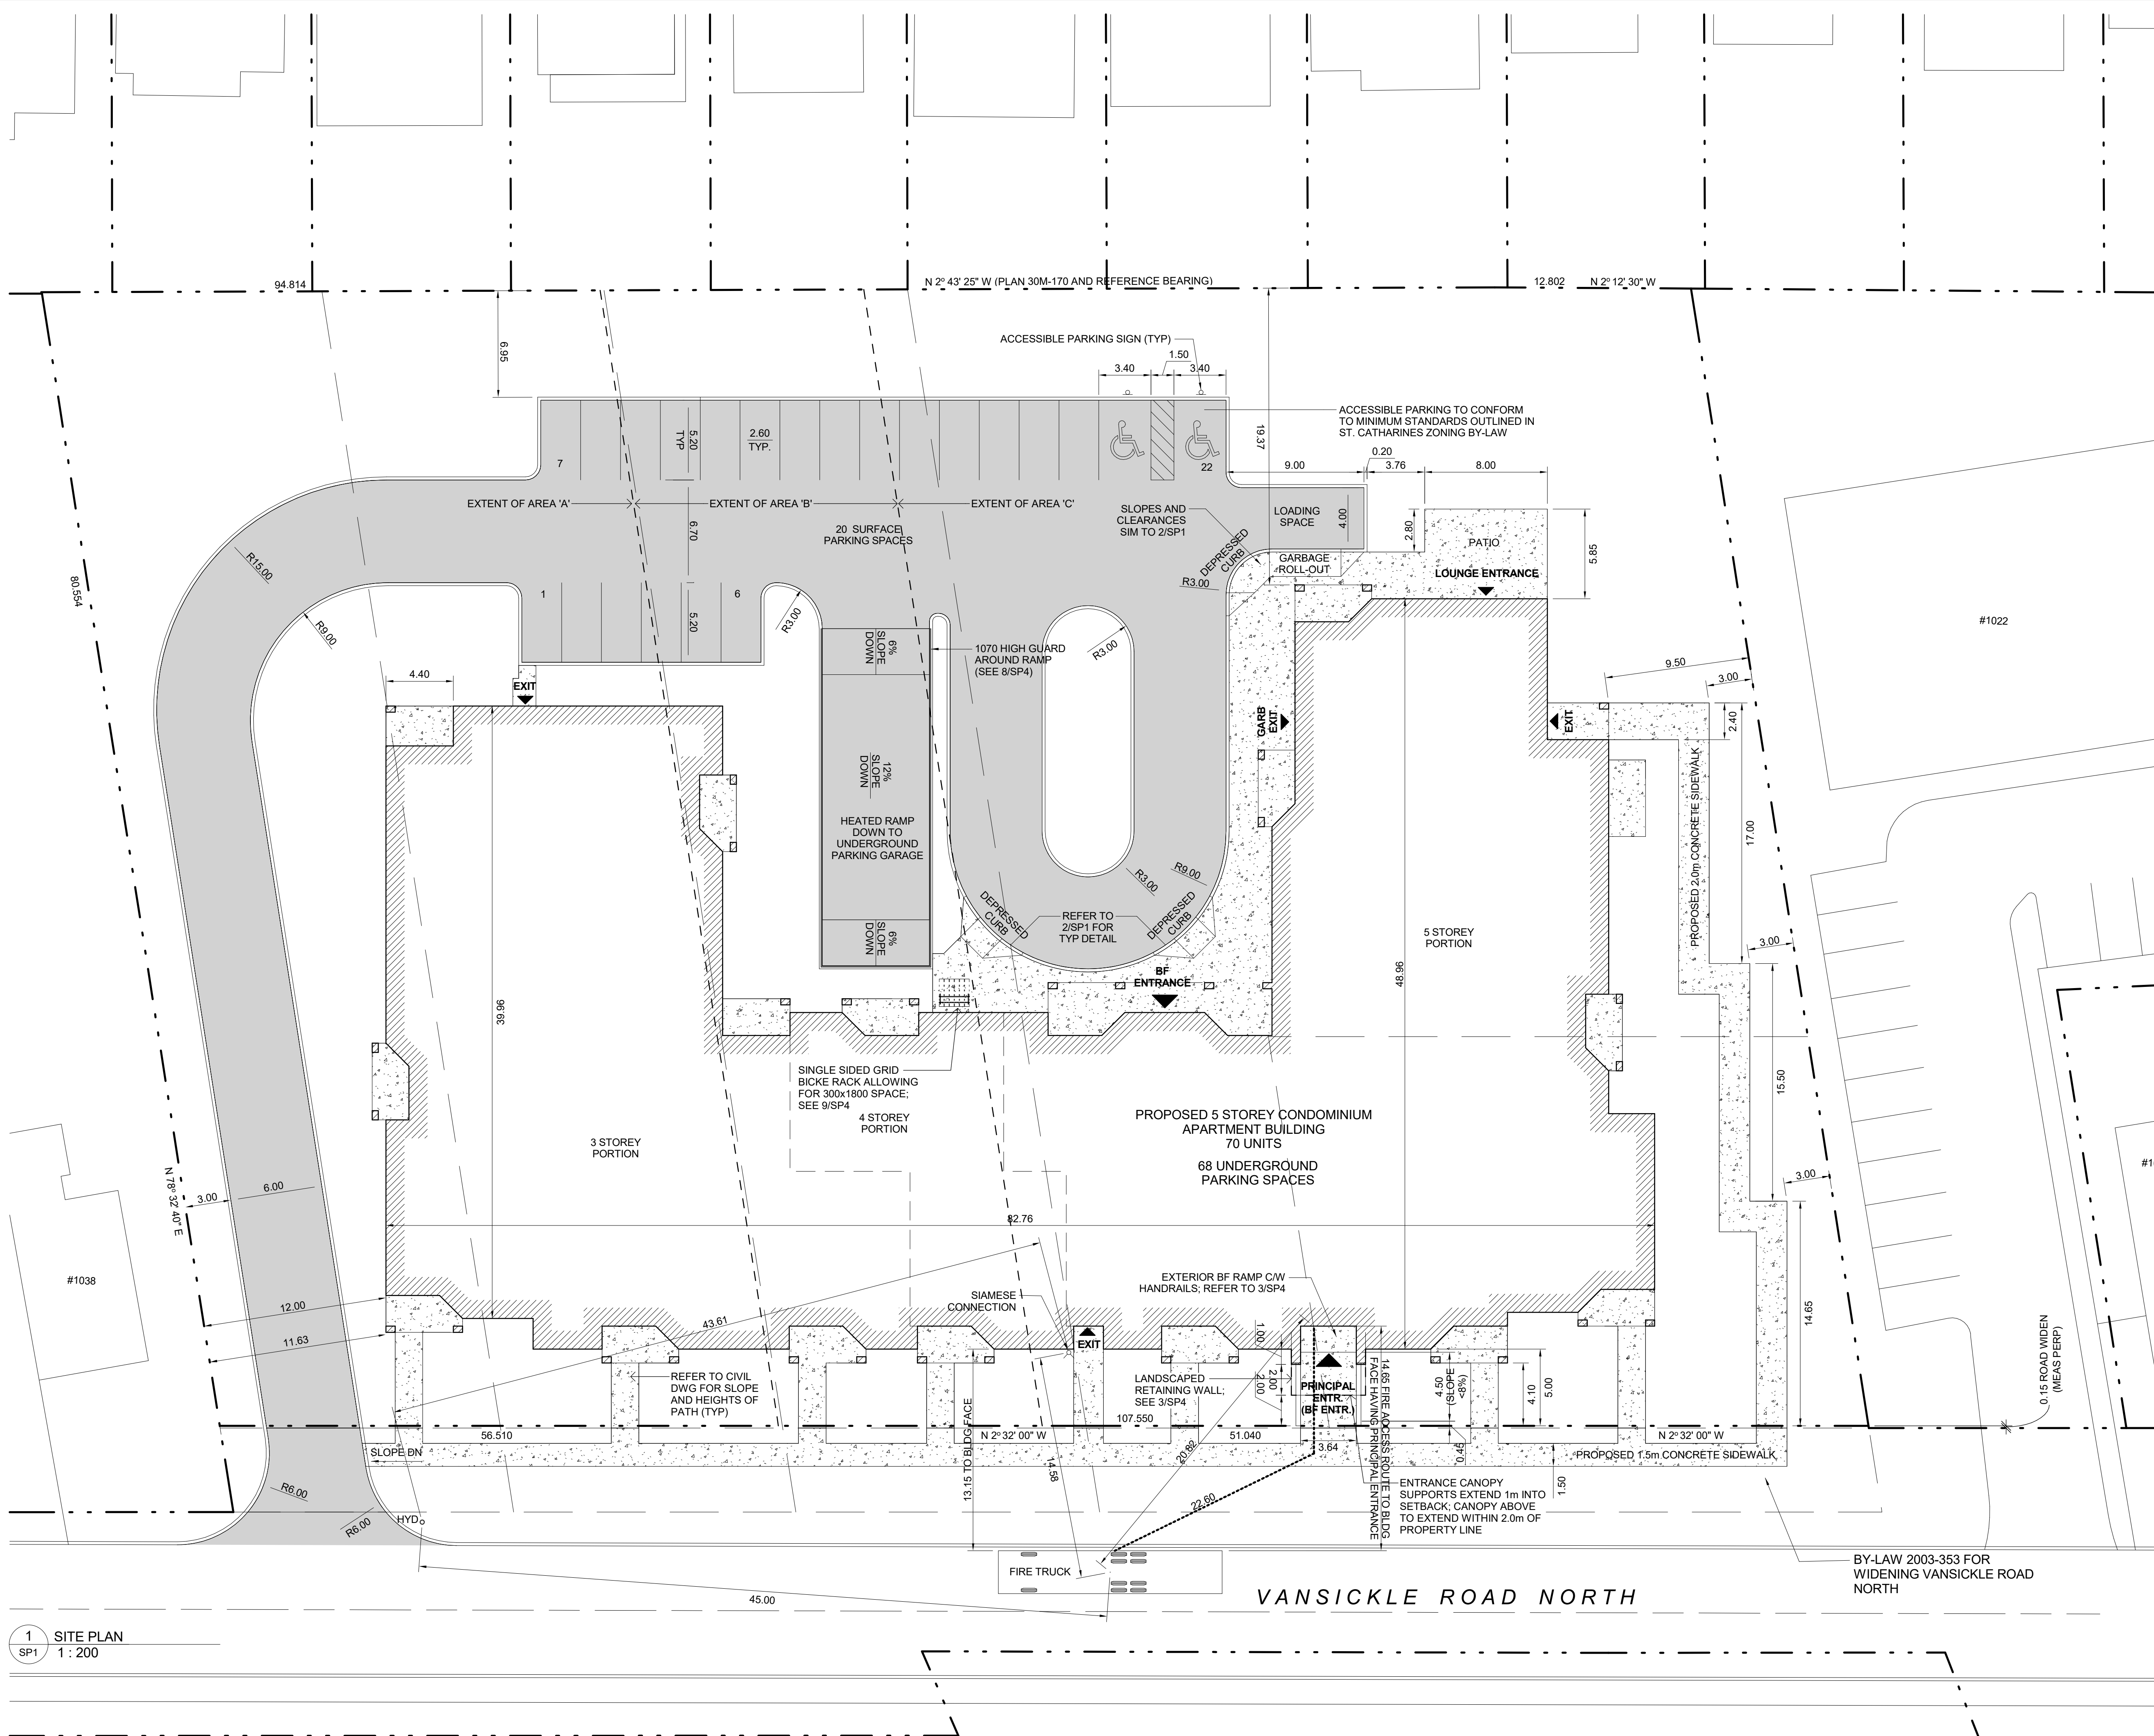 94.814
N 2º 43' 25" W (PLAN 30M-170 AND REFERENCE BEARING)
12.802
N 2º 12' 30" W
6.95
ACCESSIBLE PARKING SIGN (TYP)
1.50
3.40
3.40
ACCESSIBLE PARKING TO CONFORM
TO MINIMUM STANDARDS OUTLINED IN
ST. CATHARINES ZONING BY-LAW
5.20
TYP
2.60
TYP.
19.37
0.20
7
22
9.00
3.76
8.00
EXTENT OF AREA 'A'
EXTENT OF AREA 'B'
EXTENT OF AREA 'C'
6.70
20 SURFACE
PARKING SPACES
SLOPES AND
CLEARANCES
SIM TO 2/SP1
LOADING
SPACE
4.00
2.80
PATIO
5.85
DEPRESSED
CURB
GARBAGE
ROLL-OUT
LOUNGE ENTRANCE
R15.00
80.554
R3.00
1
6
5.20
R9.00
R3.00
6%
SLOPE
DOWN
1070 HIGH GUARD
AROUND RAMP
(SEE 8/SP4)
R3.00
#1022
4.40
EXIT
9.50
3.00
GARB
EXIT
EXIT
2.40
12%
SLOPE
DOWN
PROPOSED 2.0m CONCRETE SIDEWALK
17.00
HEATED RAMP
DOWN TO
UNDERGROUND
PARKING GARAGE
R3.00
R9.00
DEPRESSED
CURB
REFER TO
2/SP1 FOR
TYP DETAIL
DEPRESSED
CURB
6%
SLOPE
DOWN
5 STOREY
PORTION
3.00
BF
ENTRANCE
48.96
39.96
15.50
SINGLE SIDED GRID
BICKE RACK ALLOWING
FOR 300x1800 SPACE;
SEE 9/SP4
4 STOREY
PORTION
PROPOSED 5 STOREY CONDOMINIUM
APARTMENT BUILDING
70 UNITS
68 UNDERGROUND
PARKING SPACES
3 STOREY
PORTION
#1
N 78º 32' 40" E
3.00
6.00
3.00
82.76
#1038
EXTERIOR BF RAMP C/W
HANDRAILS; REFER TO 3/SP4
SIAMESE
CONNECTION
12.00
11.63
43.61
EXIT
1.00
2.00
2.00
14.65
REFER TO CIVIL
DWG FOR SLOPE
AND HEIGHTS OF
PATH (TYP)
LANDSCAPED
RETAINING WALL;
SEE 3/SP4
PRINCIPAL
ENTR.
(BF ENTR.)
14.65 FIRE ACCESS ROUTE TO BLDG
FACE HAVING PRINCIPAL ENTRANCE
4.50
(SLOPE
<8%)
4.10
5.00
0.15 ROAD WIDEN
(MEAS PERP)
107.550
56.510
N 2º 32' 00" W
51.040
N 2º 32' 00" W
SLOPE DN
13.15 TO BLDG FACE
14.58
20.82
3.64
0.45
PROPOSED 1.5m CONCRETE SIDEWALK
1.50
R6.00
R6.00
HYD
22.60
ENTRANCE CANOPY
SUPPORTS EXTEND 1m INTO
SETBACK; CANOPY ABOVE
TO EXTEND WITHIN 2.0m OF
PROPERTY LINE
FIRE TRUCK
BY-LAW 2003-353 FOR
WIDENING VANSICKLE ROAD
NORTH
VANSICKLE ROAD NORTH
45.00
1
SP1
SITE PLAN
1 : 200